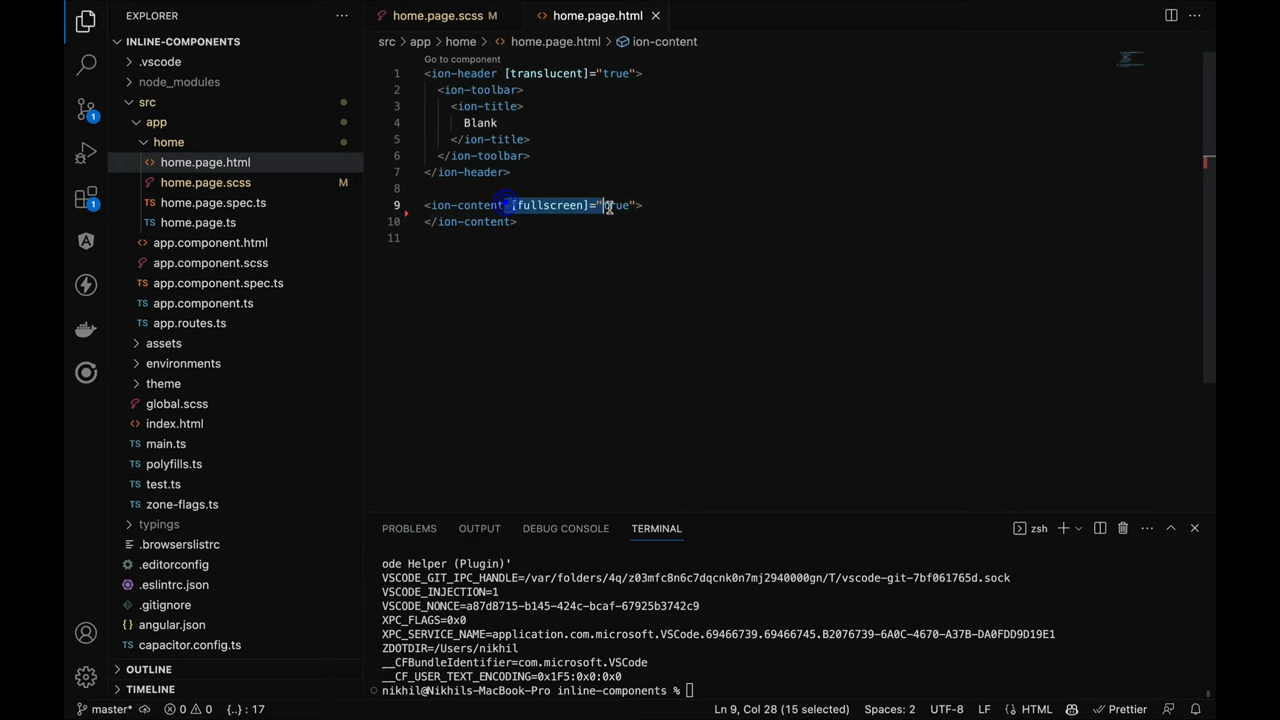 EXPLORER
INLINE-COMPONENTS
.vscode
node_modules
src
app
home
home.page.html
home.page.scss M
home.page.spec.ts
home.page.ts
app.component.html
app.component.scss
app.component.spec.ts
app.component.ts
app.routes.ts
assets
environments
theme
global.scss
index.html
main.ts
polyfills.ts
test.ts
zone-flags.ts
typings
.browserslistrc
.editorconfig
.eslintrc.json
.gitignore
angular.json
capacitor.config.ts
OUTLINE
TIMELINE
1
1
home.page.scss M
home.page.html
src > app > home > home.page.html > ion-content
Go to component
1 <ion-header [translucent]="true">
2 <ion-toolbar>
3 <ion-title>
4 Blank
5 </ion-title>
6 </ion-toolbar>
7 </ion-header>
8
9 <ion-content [fullscreen]="true">
10 </ion-content>
11
PROBLEMS OUTPUT DEBUG CONSOLE TERMINAL zsh
ode Helper (Plugin)'
VSCODE_GIT_IPC_HANDLE=/var/folders/4q/z03mfc8n6c7dqcnk0n7mj2940000gn/T/vscode-git-7bf061765d.sock
VSCODE_INJECTION=1
VSCODE_NONCE=a87d8715-b145-424c-bcaf-67925b3742c9
XPC_FLAGS=0x0
XPC_SERVICE_NAME=application.com.microsoft.VSCode.69466739.69466745.B2076739-6A0C-4670-A37B-DA0FDD9D19E1
ZDOTDIR=/Users/nikhil
__CFBundleIdentifier=com.microsoft.VSCode
__CF_USER_TEXT_ENCODING=0x1F5:0x0:0x0
nikhil@Nikhils-MacBook-Pro inline-components %
master* 0 0 {..} : 17 Ln 9, Col 28 (15 selected) Spaces: 2 UTF-8 LF HTML Prettier